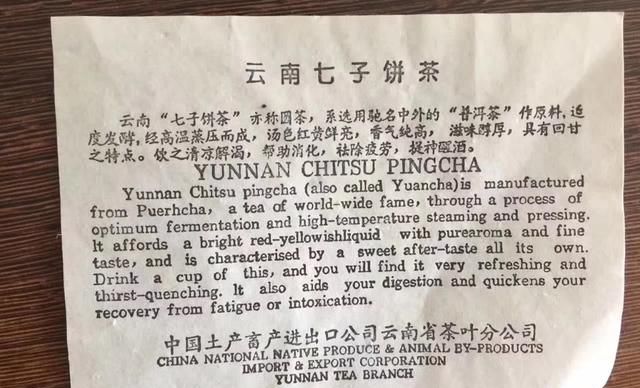 云南七子饼茶
云南“七子饼茶”亦称圆茶，系选用驰名中外的“普洱茶”作原料，适
度发酵，经高温蒸压而成，汤色红黄鲜亮，香气纯高，滋味醇厚，具有回甘
之特点。饮之清凉解渴，帮助消化，祛除疲劳，提神醒酒。
YUNNAN CHITSU PINGCHA
Yunnan Chitsu pingcha (also called Yuancha)is manufactured
from Puerhcha, a tea of world-wide fame, through a process of
optimum fermentation and high-temperature steaming and pressing.
lt affords a bright red-yellowishliquid with purearoma and fine
taste, and is characterised by a sweet after-taste all its own.
Drink a cup of this, and you will find it very refreshing and
thirst-quenching. lt also aids your digestion and quickens your
recovery from fatigue or intoxication.
中国土产畜产进出口公司云南省茶叶分公司
CHINA NATIONAL NATIVE PRODUCE & ANIMAL BY-PRODUCTS
IMPORT & EXPORT CORPORATION
YUNNAN TEA BRANCH